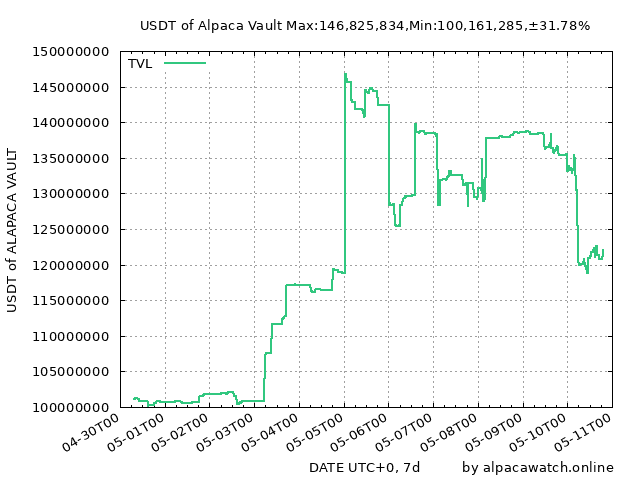 USDT of Alpaca Vault Max:146,825,834,Min:100,161,285,±31.78%
150000000
TVL
145000000
140000000
135000000
130000000
125000000
120000000
115000000
110000000
105000000
100000000
USDT of ALAPACA VAULT
04-30T00 05-01T00 05-02T00 05-03T00 05-04T00 05-05T00 05-06T00 05-07T00 05-08T00 05-09T00 05-10T00 05-11T00
DATE UTC+0, 7d by alpacawatch.online